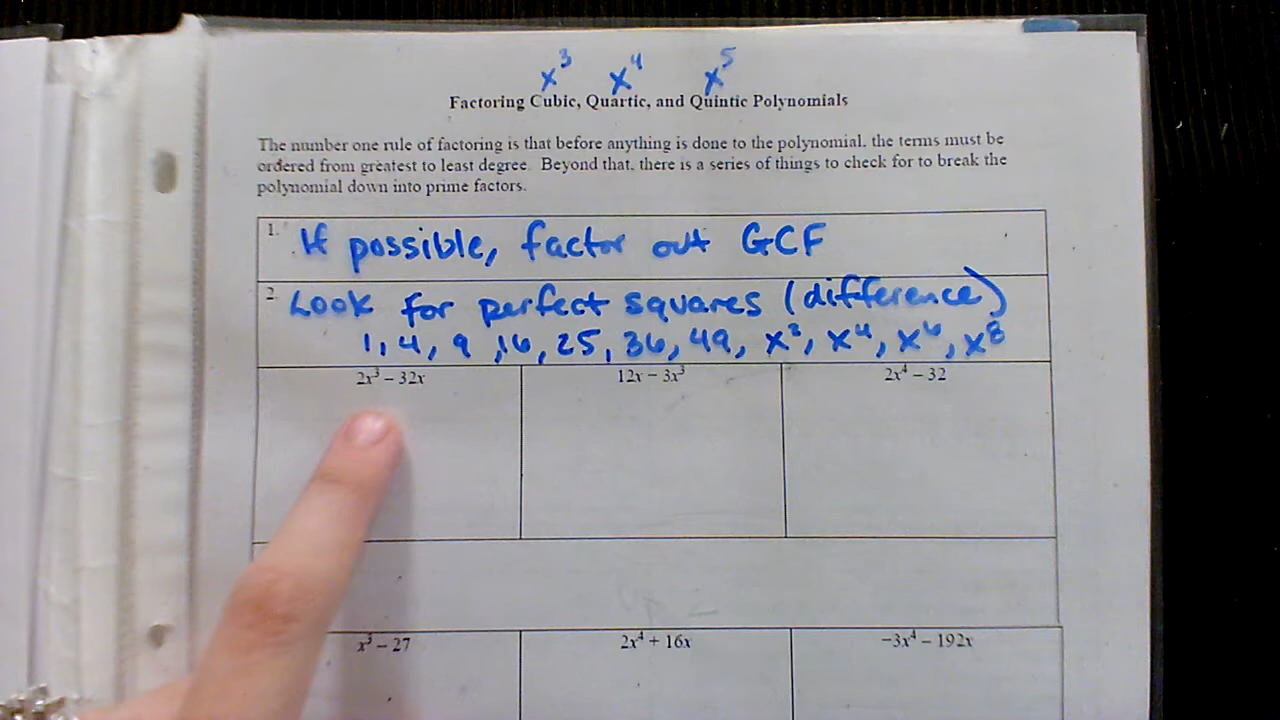 x³ x⁴ x⁵
Factoring Cubic, Quartic, and Quintic Polynomials
The number one rule of factoring is that before anything is done to the polynomial, the terms must be
ordered from greatest to least degree. Beyond that, there is a series of things to check for to break the
polynomial down into prime factors.
1. If possible, factor out GCF
2. Look for perfect squares (difference)
1, 4, 9, 16, 25, 36, 49, x², x⁴, x⁶, x⁸
2x³ – 32x 12x – 3x³ 2x⁴ – 32
x³ – 27 2x⁴ + 16x −3x⁴ – 192x